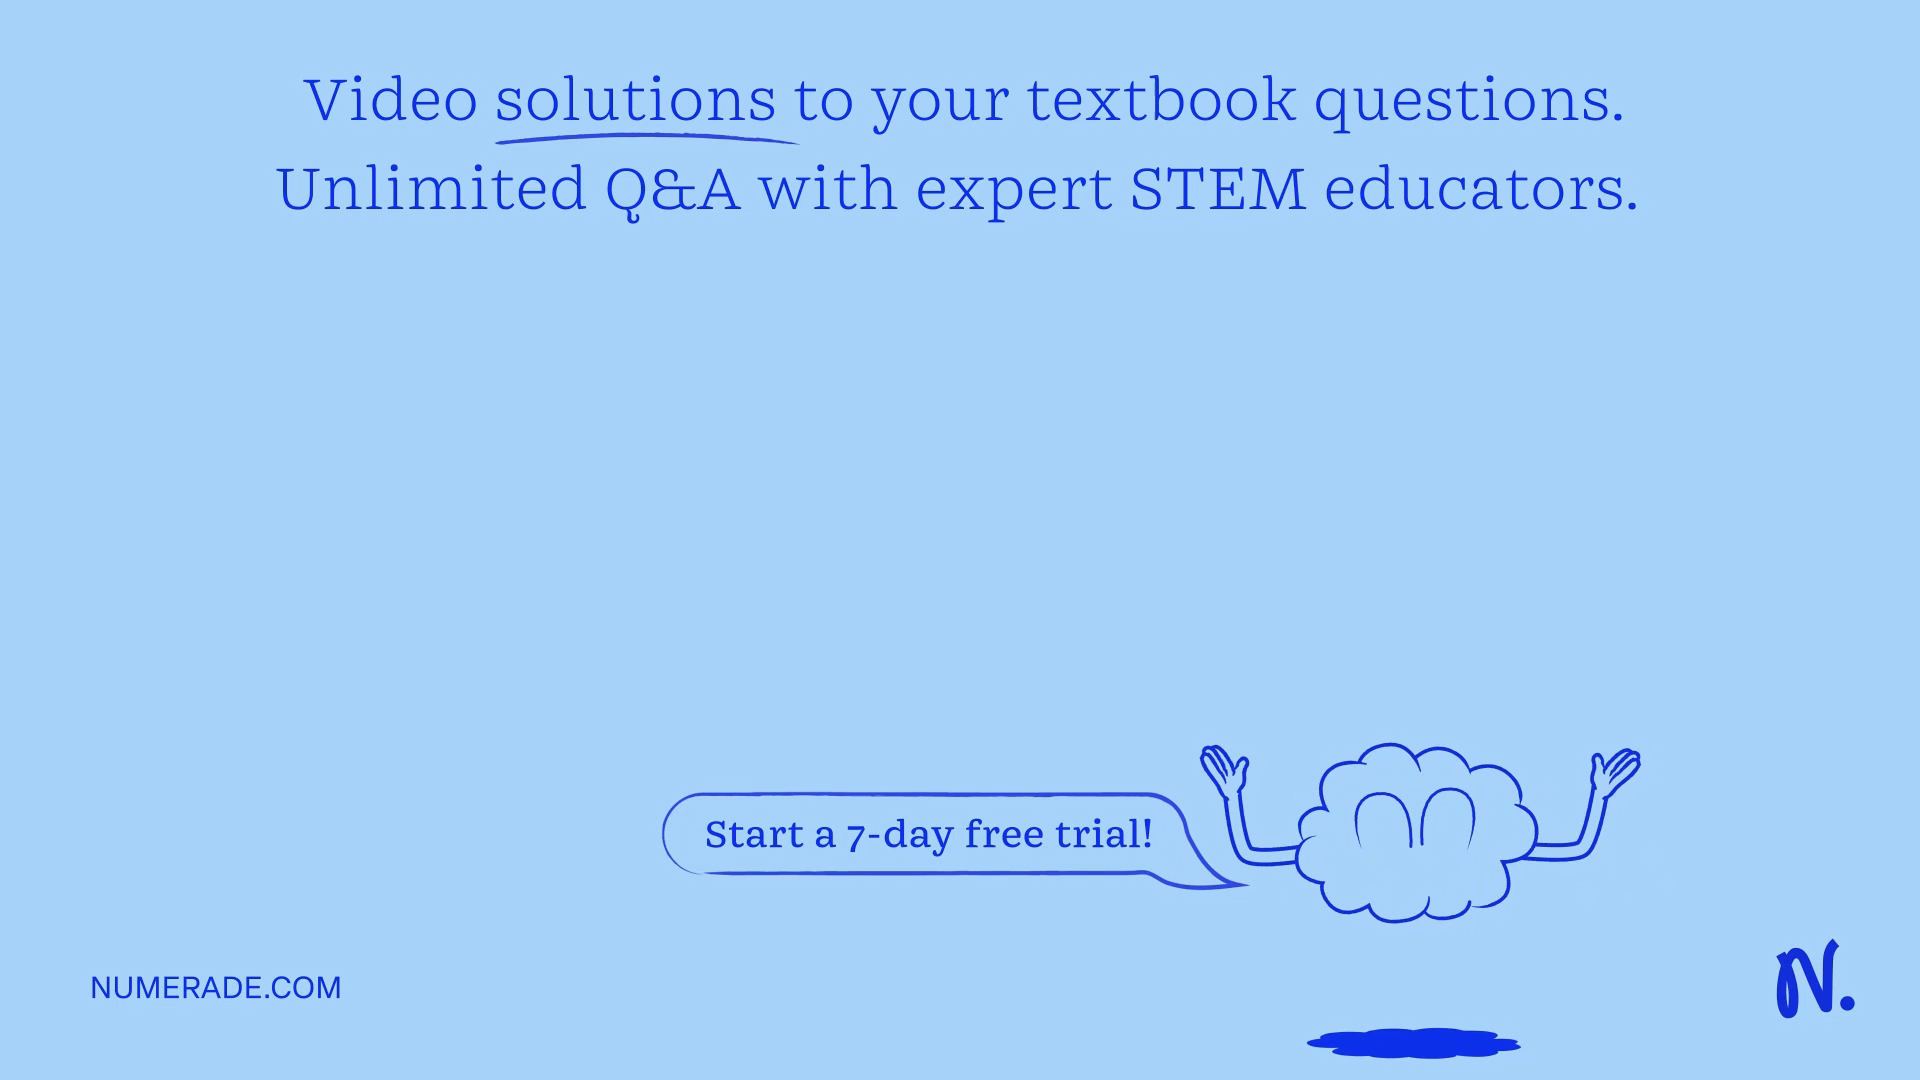 Video solutions to your textbook questions.
Unlimited Q&A with expert STEM educators.
Start a 7-day free trial!
NUMERADE.COM
N.